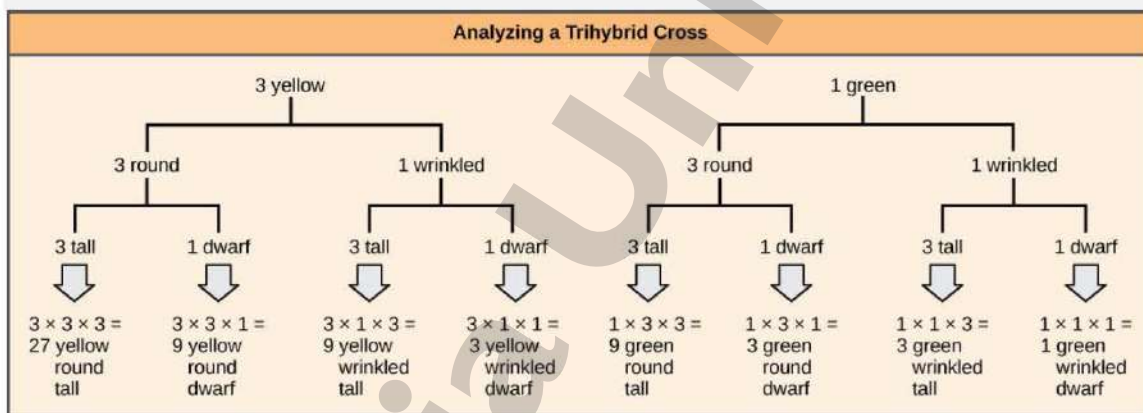 Analyzing a Trihybrid Cross
3 yellow 1 green
3 round 1 wrinkled 3 round 1 wrinkled
3 tall 1 dwarf 3 tall 1 dwarf 3 tall 1 dwarf 3 tall 1 dwarf
3 × 3 × 3 = 3 × 3 × 1 = 3 × 1 × 3 = 3 × 1 × 1 = 1 × 3 × 3 = 1 × 3 × 1 = 1 × 1 × 3 = 1 × 1 × 1 =
27 yellow 9 yellow 9 yellow 3 yellow 9 green 3 green 3 green 1 green
round round wrinkled wrinkled round round wrinkled wrinkled
tall dwarf tall dwarf tall dwarf tall dwarf